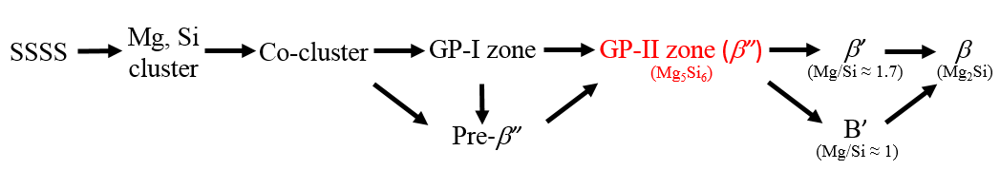 SSSS
Mg, Si
cluster
Co-cluster
GP-I zone
GP-II zone (β″)
(Mg₅Si₆)
β′
(Mg/Si ≈ 1.7)
β
(Mg₂Si)
Pre-β″
B′
(Mg/Si ≈ 1)